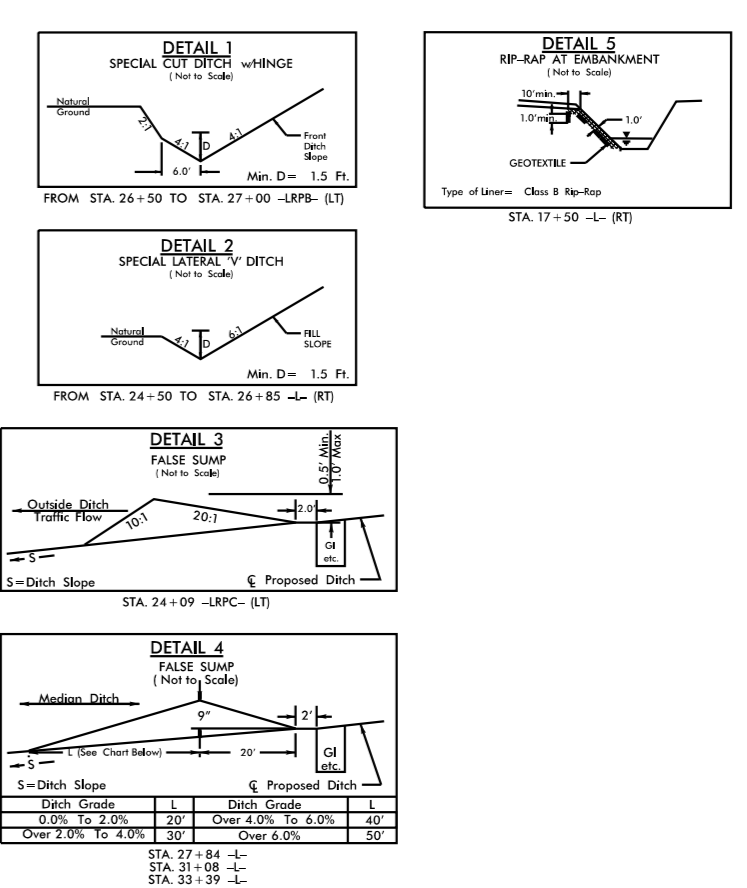 DETAIL 1
SPECIAL CUT DITCH w/HINGE
(Not to Scale)
Natural
Ground
2:1
4:1
D
4:1
Front
Ditch
Slope
6.0'
Min. D= 1.5 Ft.
FROM STA. 26+50 TO STA. 27+00 -LRPB- (LT)
DETAIL 2
SPECIAL LATERAL 'V' DITCH
(Not to Scale)
Natural
Ground
4:1
D
6:1
FILL
SLOPE
Min. D= 1.5 Ft.
FROM STA. 24+50 TO STA. 26+85 -L- (RT)
DETAIL 3
FALSE SUMP
(Not to Scale)
0.5' Min.
1.0' Max
Outside Ditch
Traffic Flow
10:1
20:1
2.0'
GI
etc.
S
S=Ditch Slope
℄ Proposed Ditch
STA. 24+09 -LRPC- (LT)
DETAIL 4
FALSE SUMP
(Not to Scale)
Median Ditch
9"
2'
L (See Chart Below)
20'
GI
etc.
S
S=Ditch Slope
℄ Proposed Ditch
Ditch Grade L Ditch Grade L
0.0% To 2.0% 20' Over 4.0% To 6.0% 40'
Over 2.0% To 4.0% 30' Over 6.0% 50'
STA. 27+84 -L-
STA. 31+08 -L-
STA. 33+39 -L-
DETAIL 5
RIP-RAP AT EMBANKMENT
(Not to Scale)
10'min.
1.0'min.
1.0'
GEOTEXTILE
Type of Liner= Class B Rip-Rap
STA. 17+50 -L- (RT)